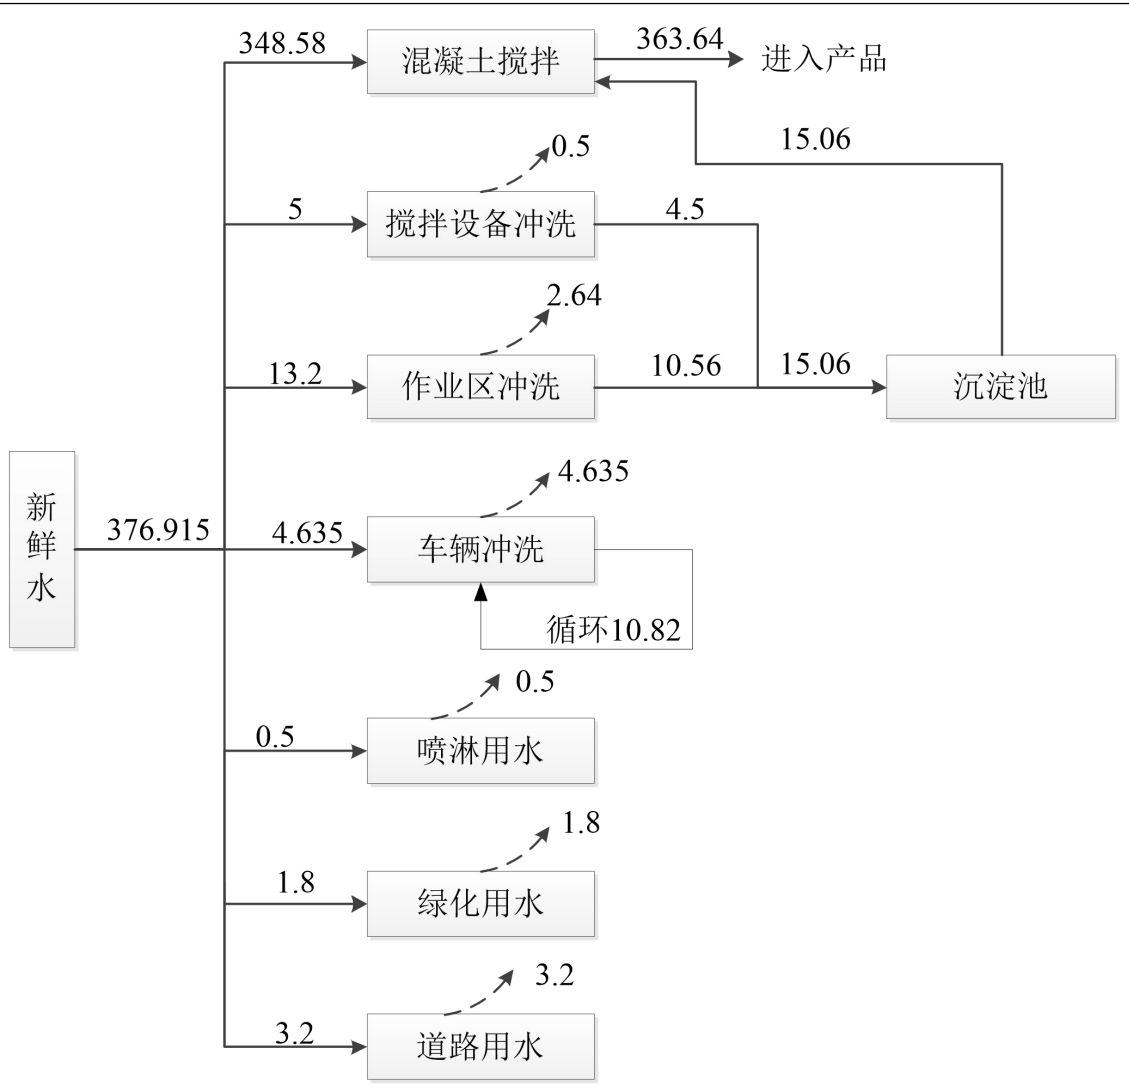 348.58
混凝土搅拌
363.64
进入产品
15.06
0.5
5
搅拌设备冲洗
4.5
2.64
13.2
作业区冲洗
10.56
15.06
沉淀池
新鲜水
376.915
4.635
4.635
车辆冲洗
循环10.82
0.5
0.5
喷淋用水
1.8
1.8
绿化用水
3.2
3.2
道路用水